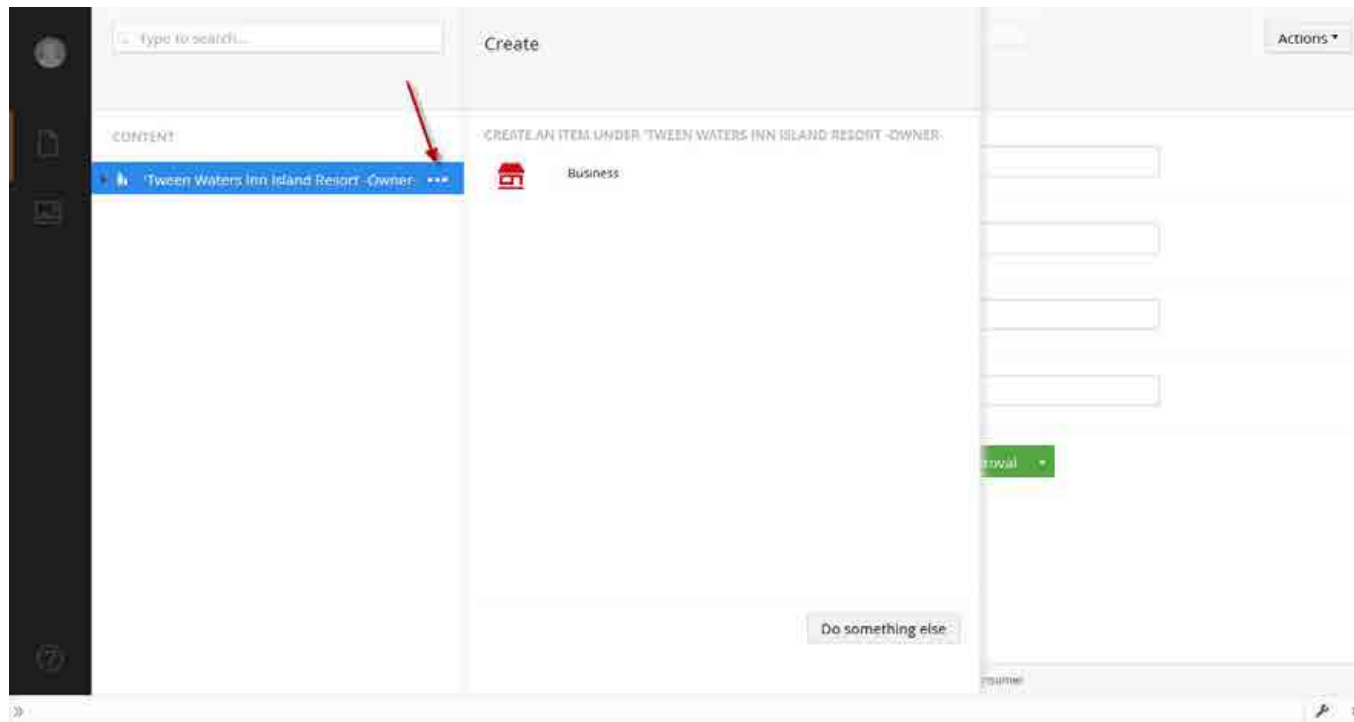 Type to search...
Create
Actions
CONTENT
CREATE AN ITEM UNDER 'TWEEN WATERS INN ISLAND RESORT -OWNER-
'Tween Waters Inn Island Resort -Owner- •••
Business
roval
Do something else
nsumer